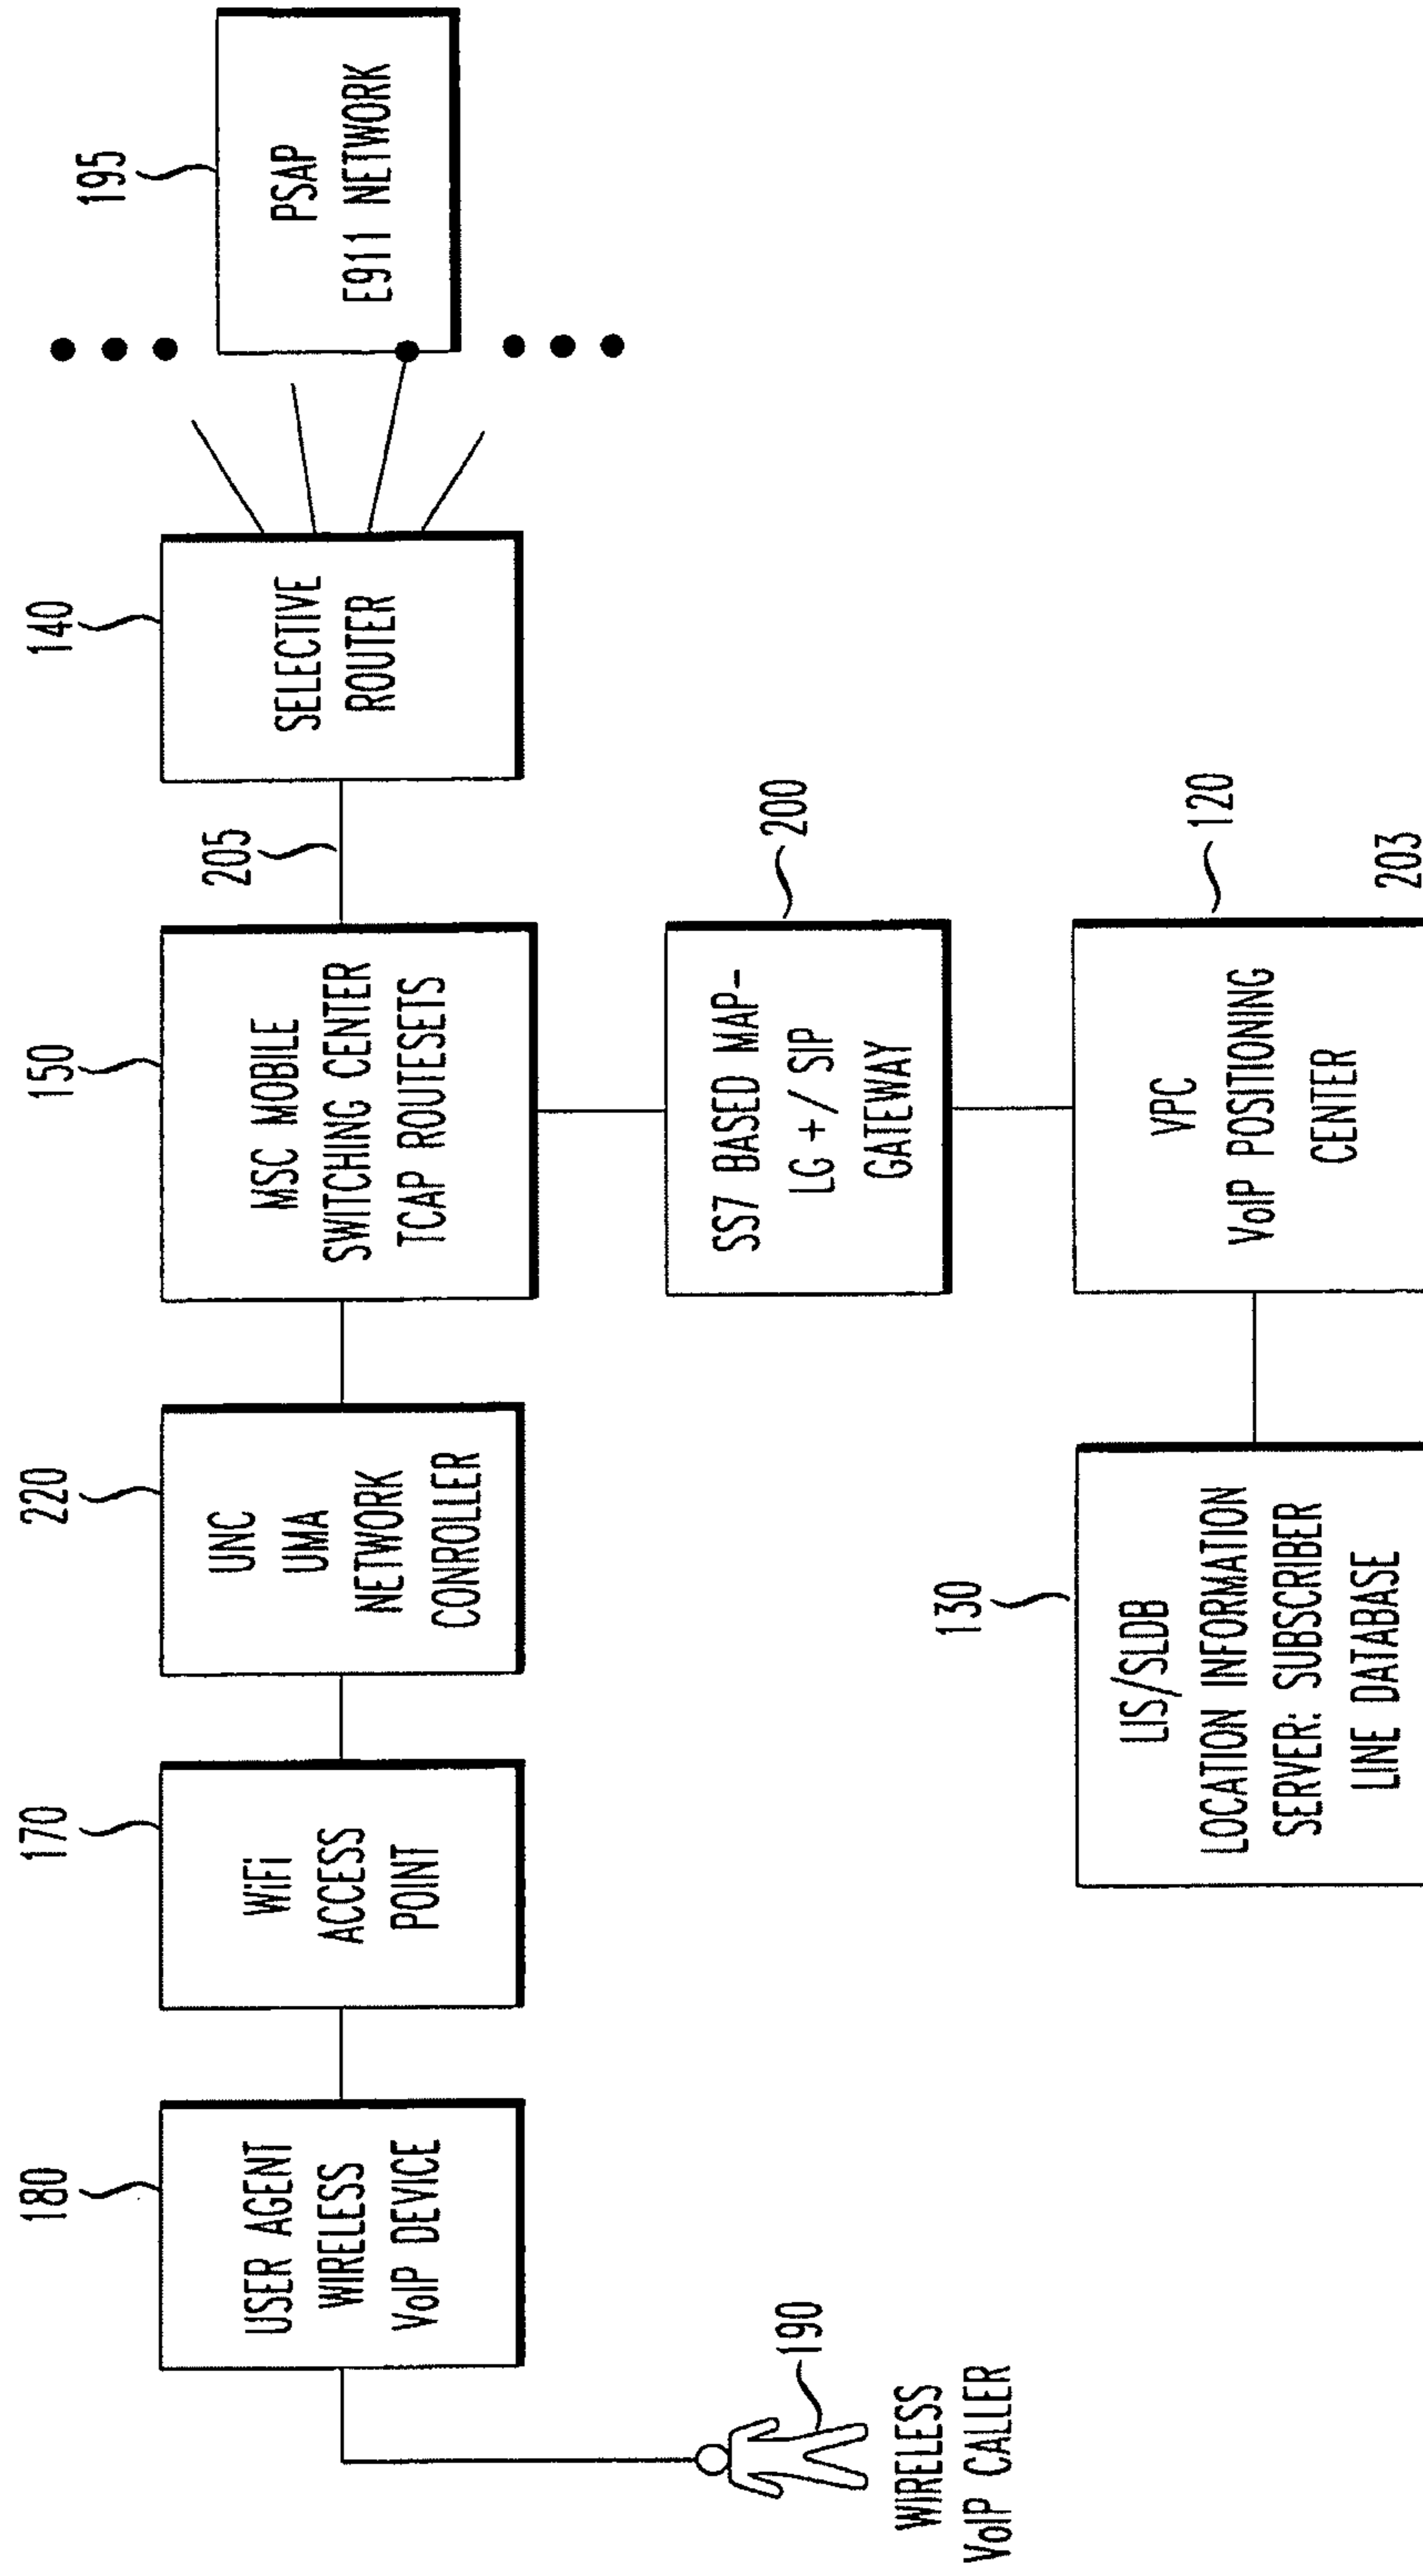 180
USER AGENT
WIRELESS
VoIP DEVICE
170
WiFi
ACCESS
POINT
220
UNC
UMA
NETWORK
CONROLLER
150
MSC MOBILE
SWITCHING CENTER
TCAP ROUTESETS
205
140
SELECTIVE
ROUTER
195
PSAP
E911 NETWORK
190
WIRELESS
VoIP CALLER
200
SS7 BASED MAP-
LG +/ SIP
GATEWAY
130
LIS/SLDB
LOCATION INFORMATION
SERVER: SUBSCRIBER
LINE DATABASE
120
VPC
VoIP POSITIONING
CENTER
203